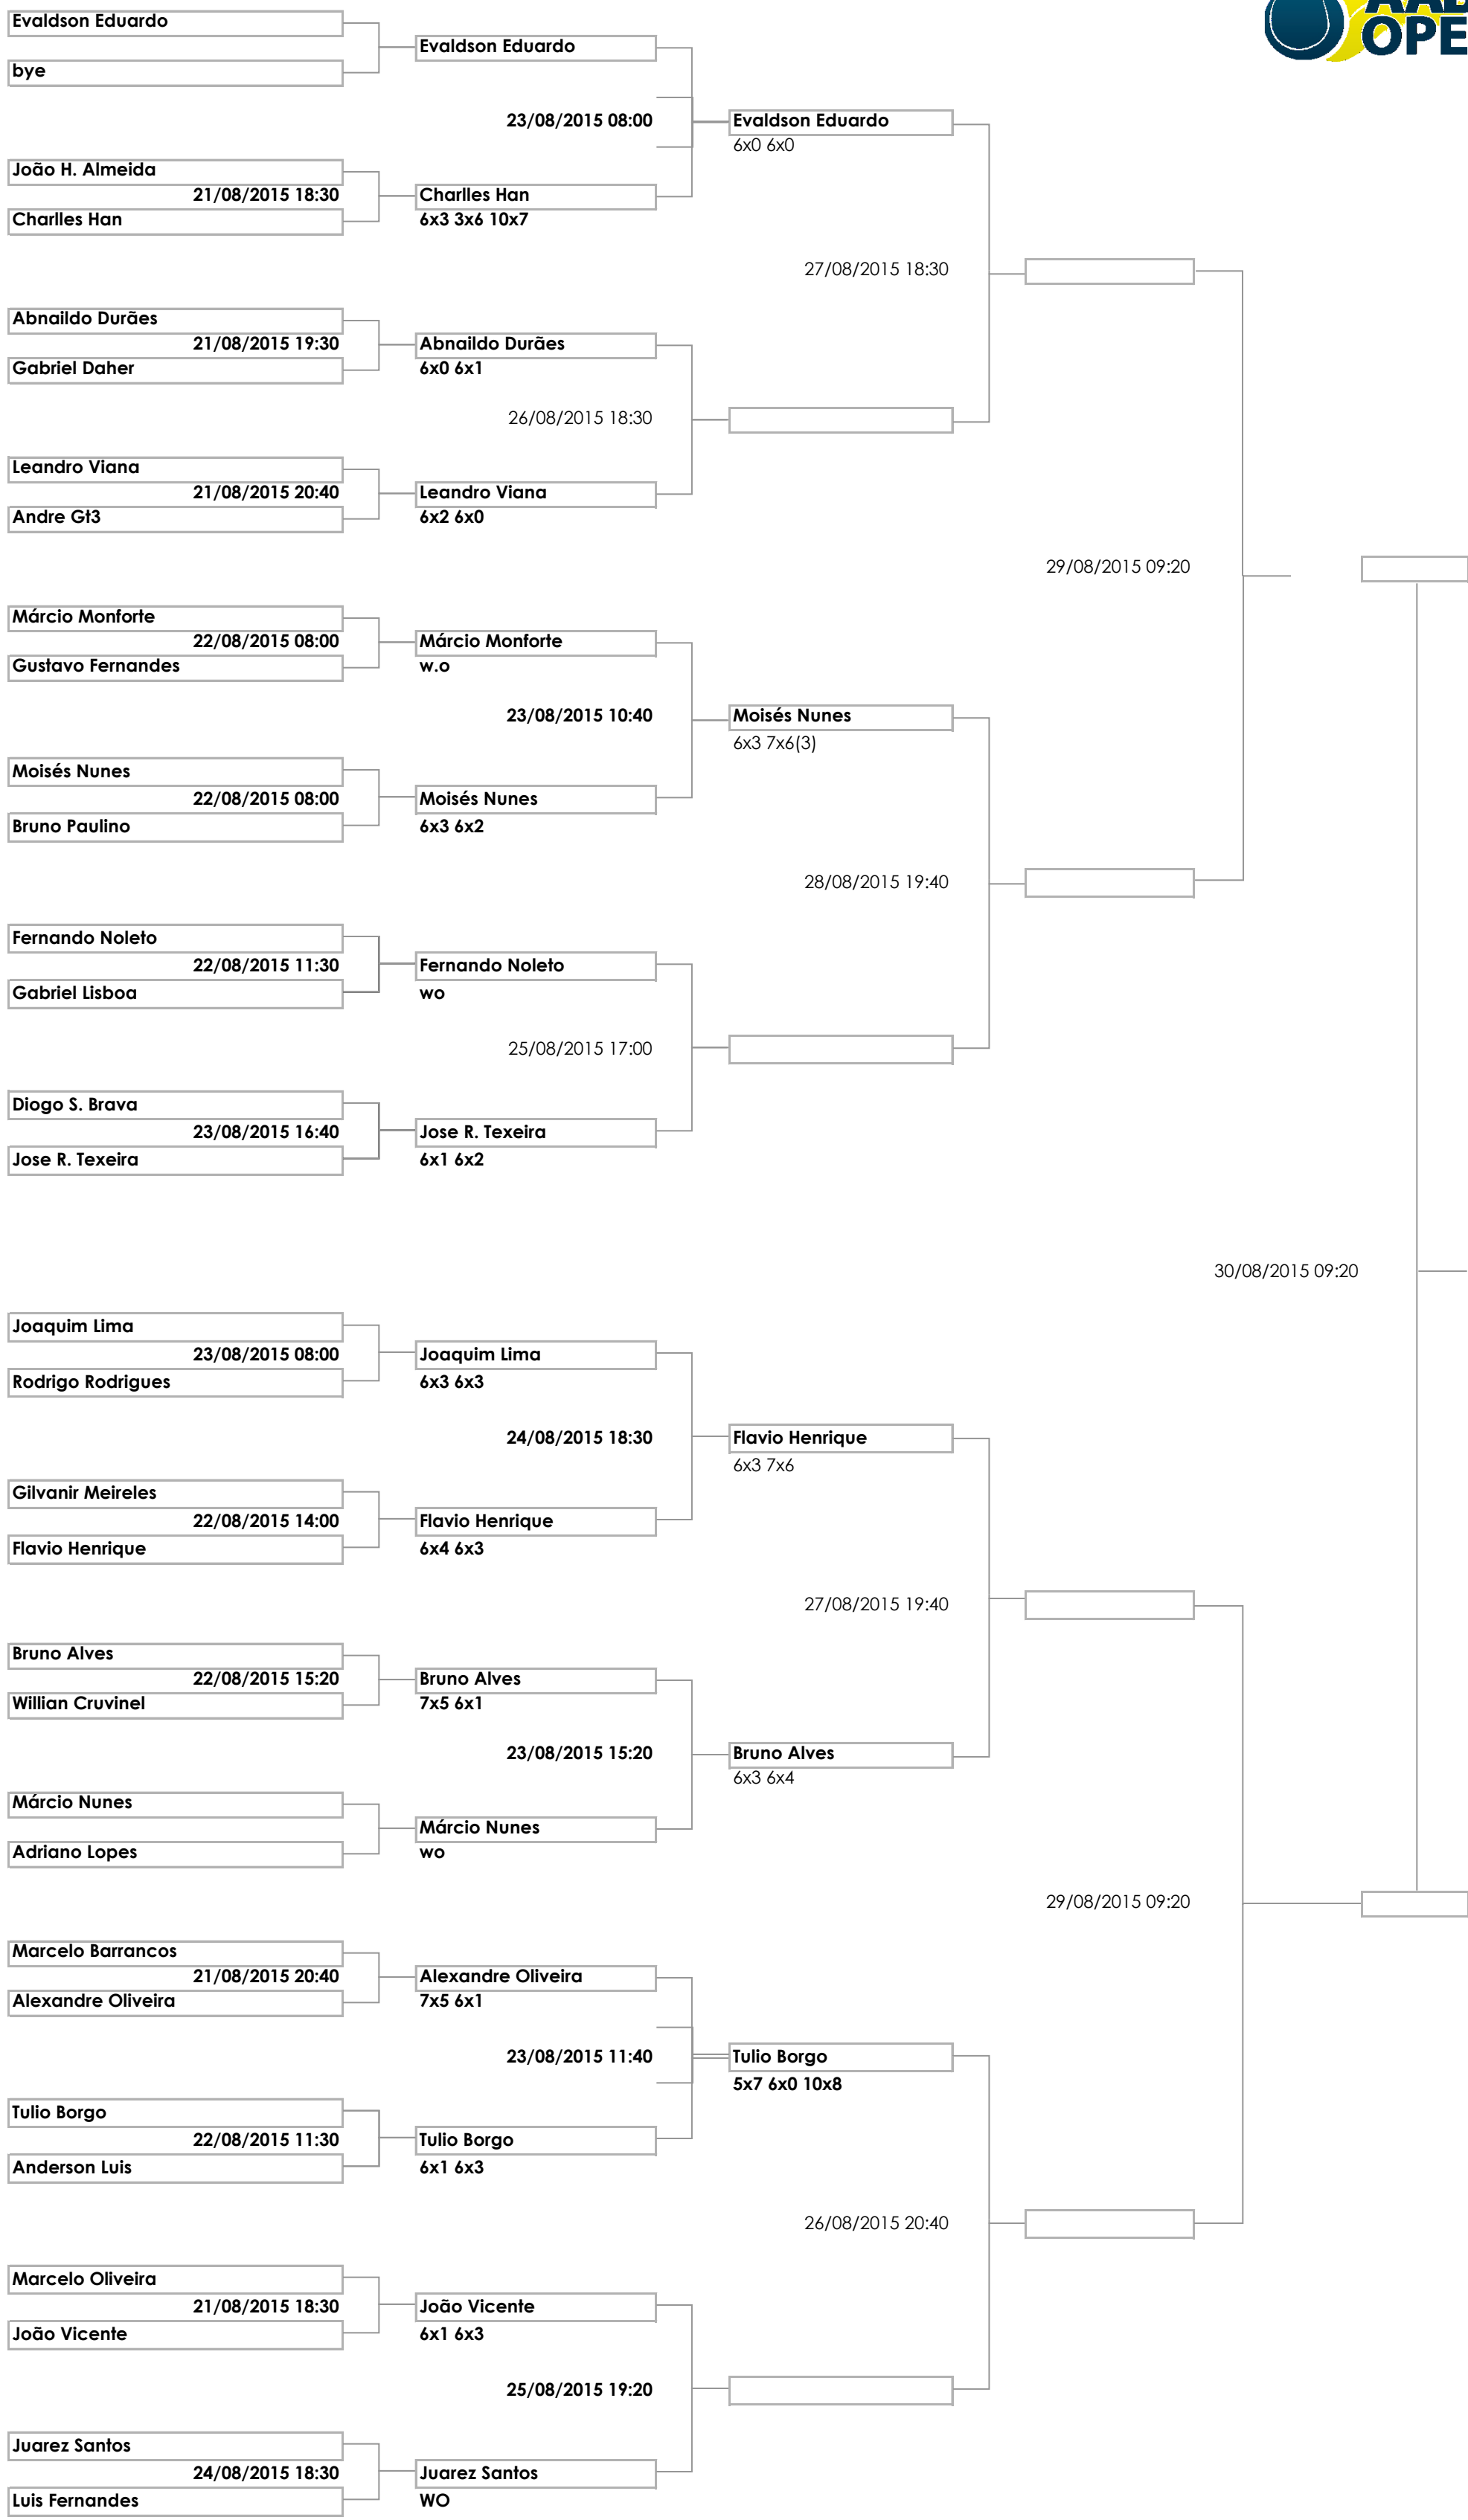 OPE
Evaldson Eduardo
Evaldson Eduardo
bye
23/08/2015 08:00
Evaldson Eduardo
6x0 6x0
João H. Almeida
21/08/2015 18:30
Charlles Han
Charlles Han
6x3 3x6 10x7
27/08/2015 18:30
Abnaildo Durães
21/08/2015 19:30
Abnaildo Durães
Gabriel Daher
6x0 6x1
26/08/2015 18:30
Leandro Viana
21/08/2015 20:40
Leandro Viana
Andre Gt3
6x2 6x0
29/08/2015 09:20
Márcio Monforte
22/08/2015 08:00
Márcio Monforte
Gustavo Fernandes
w.o
23/08/2015 10:40
Moisés Nunes
6x3 7x6(3)
Moisés Nunes
22/08/2015 08:00
Moisés Nunes
Bruno Paulino
6x3 6x2
28/08/2015 19:40
Fernando Noleto
22/08/2015 11:30
Fernando Noleto
Gabriel Lisboa
wo
25/08/2015 17:00
Diogo S. Brava
23/08/2015 16:40
Jose R. Texeira
Jose R. Texeira
6x1 6x2
30/08/2015 09:20
Joaquim Lima
23/08/2015 08:00
Joaquim Lima
Rodrigo Rodrigues
6x3 6x3
24/08/2015 18:30
Flavio Henrique
6x3 7x6
Gilvanir Meireles
22/08/2015 14:00
Flavio Henrique
Flavio Henrique
6x4 6x3
27/08/2015 19:40
Bruno Alves
22/08/2015 15:20
Bruno Alves
Willian Cruvinel
7x5 6x1
23/08/2015 15:20
Bruno Alves
6x3 6x4
Márcio Nunes
Márcio Nunes
Adriano Lopes
wo
29/08/2015 09:20
Marcelo Barrancos
21/08/2015 20:40
Alexandre Oliveira
Alexandre Oliveira
7x5 6x1
23/08/2015 11:40
Tulio Borgo
5x7 6x0 10x8
Tulio Borgo
22/08/2015 11:30
Tulio Borgo
Anderson Luis
6x1 6x3
26/08/2015 20:40
Marcelo Oliveira
21/08/2015 18:30
João Vicente
João Vicente
6x1 6x3
25/08/2015 19:20
Juarez Santos
24/08/2015 18:30
Juarez Santos
Luis Fernandes
WO